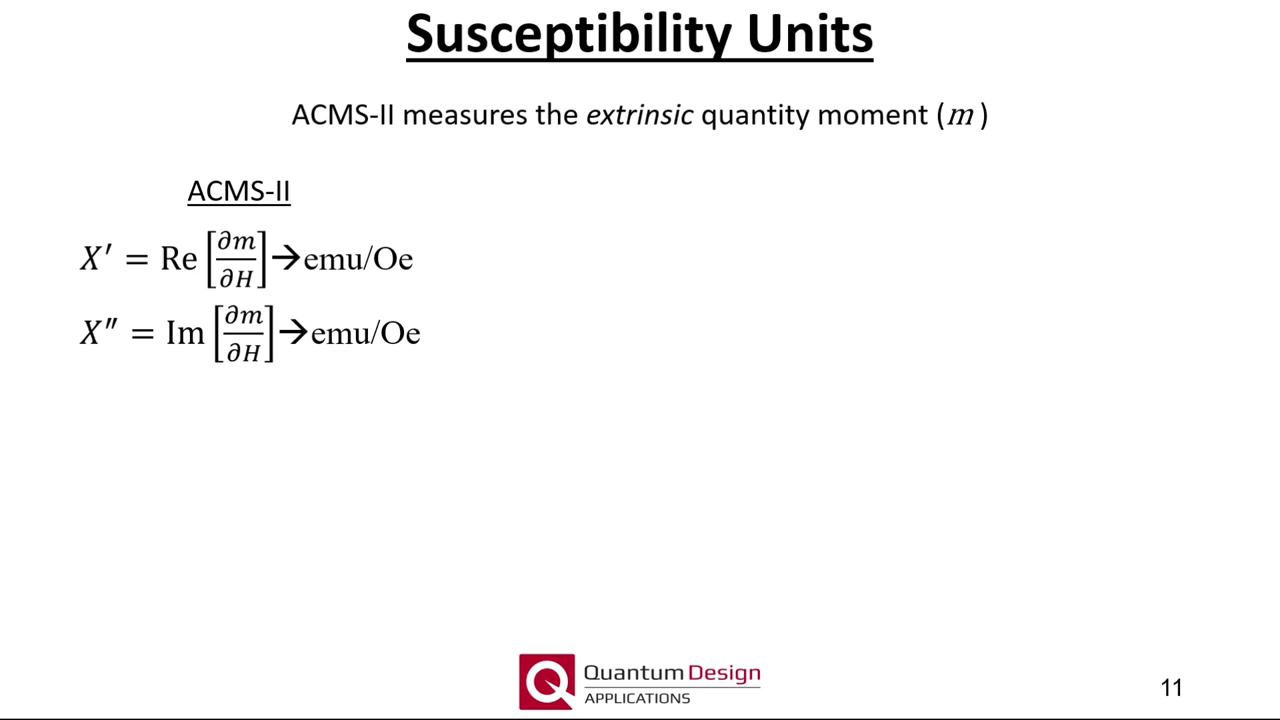 Susceptibility Units
ACMS-II measures the extrinsic quantity moment (m)
ACMS-II
X′ = Re [∂m/∂H] → emu/Oe
X″ = Im [∂m/∂H] → emu/Oe
Quantum Design
APPLICATIONS
11